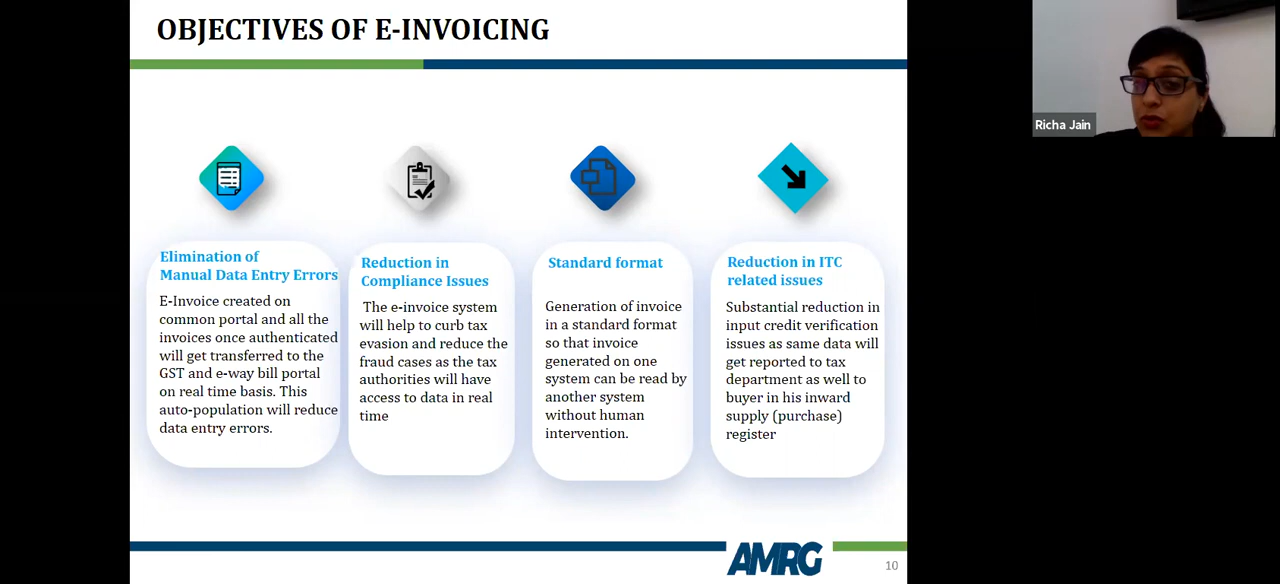 OBJECTIVES OF E-INVOICING
Richa Jain
Elimination of
Manual Data Entry Errors
E-Invoice created on
common portal and all the
invoices once authenticated
will get transferred to the
GST and e-way bill portal
on real time basis. This
auto-population will reduce
data entry errors.
Reduction in
Compliance Issues
The e-invoice system
will help to curb tax
evasion and reduce the
fraud cases as the tax
authorities will have
access to data in real
time
Standard format
Generation of invoice
in a standard format
so that invoice
generated on one
system can be read by
another system
without human
intervention.
Reduction in ITC
related issues
Substantial reduction in
input credit verification
issues as same data will
get reported to tax
department as well to
buyer in his inward
supply (purchase)
register
AMRG
10